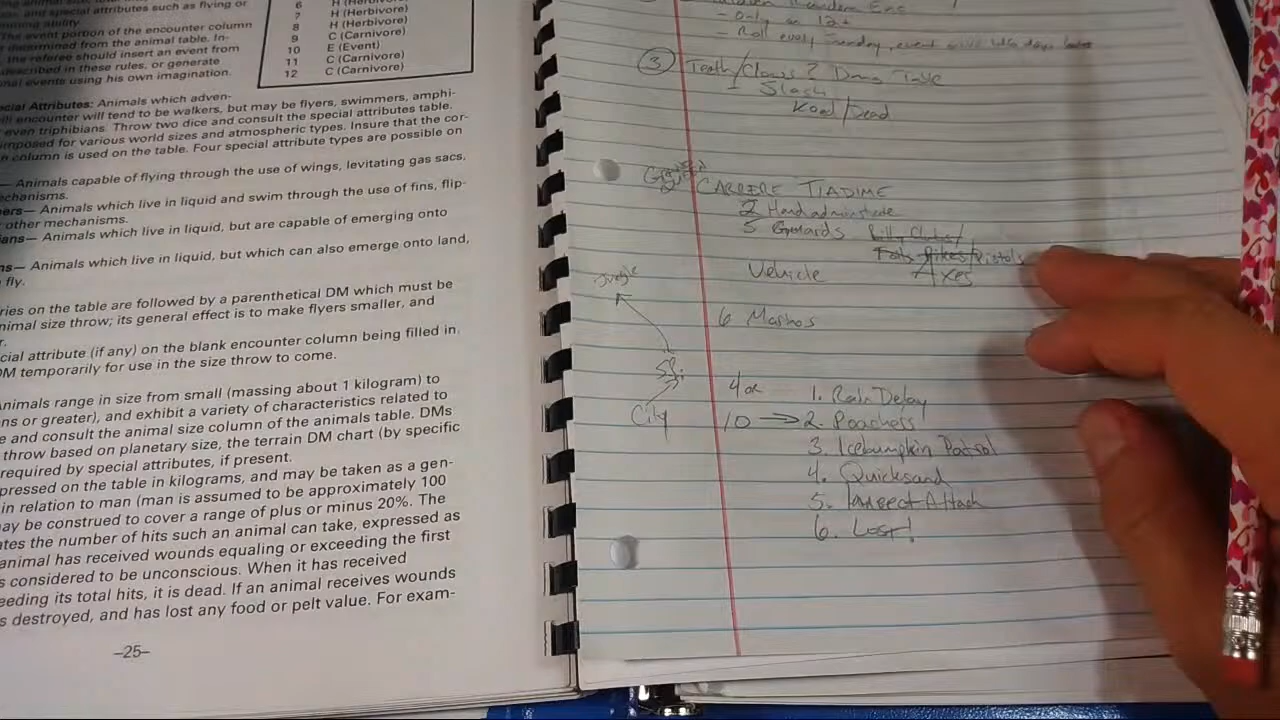 and special attributes such as flying or
The event portion of the encounter column
determined from the animal table. In-
the referee should insert an event from
described in these rules, or generate
events using his own imagination.
6 H (Herbivore)
7 H (Herbivore)
8 H (Herbivore)
9 C (Carnivore)
10 E (Event)
11 C (Carnivore)
12 C (Carnivore)
Attributes: Animals which adven-
encounter will tend to be walkers, but may be flyers, swimmers, amphi-
even triphibians. Throw two dice and consult the special attributes table.
imposed for various world sizes and atmospheric types. Insure that the cor-
column is used on the table. Four special attribute types are possible on
— Animals capable of flying through the use of wings, levitating gas sacs,
mechanisms.
— Animals which live in liquid and swim through the use of fins, flip-
other mechanisms.
— Animals which live in liquid, but are capable of emerging onto
— Animals which live in liquid, but which can also emerge onto land,
fly.
on the table are followed by a parenthetical DM which must be
animal size throw; its general effect is to make flyers smaller, and
attribute (if any) on the blank encounter column being filled in.
DM temporarily for use in the size throw to come.
Animals range in size from small (massing about 1 kilogram) to
or greater), and exhibit a variety of characteristics related to
and consult the animal size column of the animals table. DMs
throw based on planetary size, the terrain DM chart (by specific
required by special attributes, if present.
on the table in kilograms, and may be taken as a gen-
in relation to man (man is assumed to be approximately 100
may be construed to cover a range of plus or minus 20%. The
the number of hits such an animal can take, expressed as
animal has received wounds equaling or exceeding the first
is considered to be unconscious. When it has received
its total hits, it is dead. If an animal receives wounds
destroyed, and has lost any food or pelt value. For exam-
–25–
- Only on 12+
- Roll every
3 Teeth/Claws?
Slash
Dead
CARRERE TIADIME
2
5 Guards Billy Clubs/
Pikes/Pistols
Vehicle Axes
Jungle
6
City
4 or 1. Rain Delay
10 → 2. Poachers
3. Icebumpkin Patrol
4. Quicksand
5. Insect Attack
6. Lost!